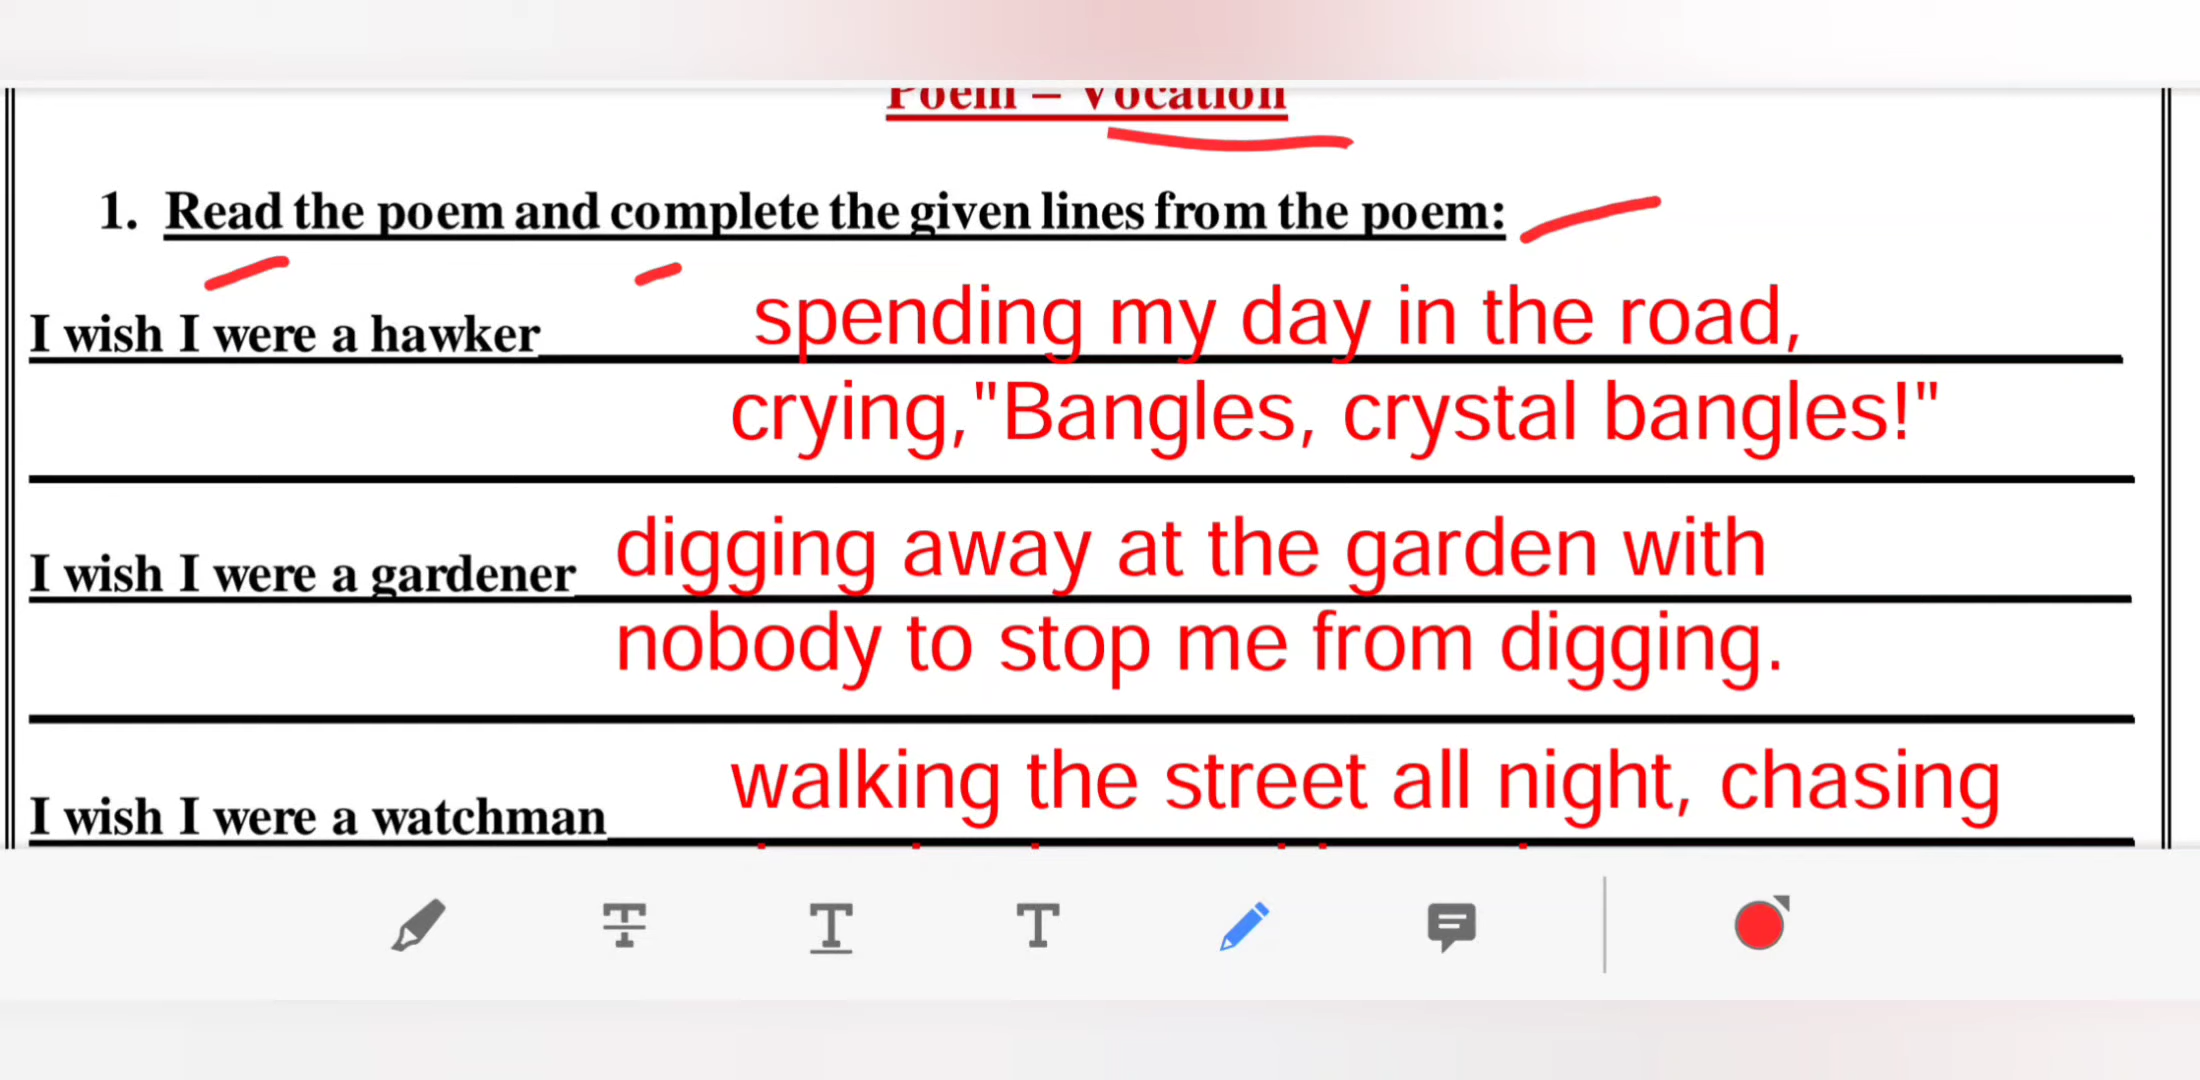 Poem – Vocation
1. Read the poem and complete the given lines from the poem:
I wish I were a hawker spending my day in the road,
crying,"Bangles, crystal bangles!"
I wish I were a gardener digging away at the garden with
nobody to stop me from digging.
I wish I were a watchman walking the street all night, chasing